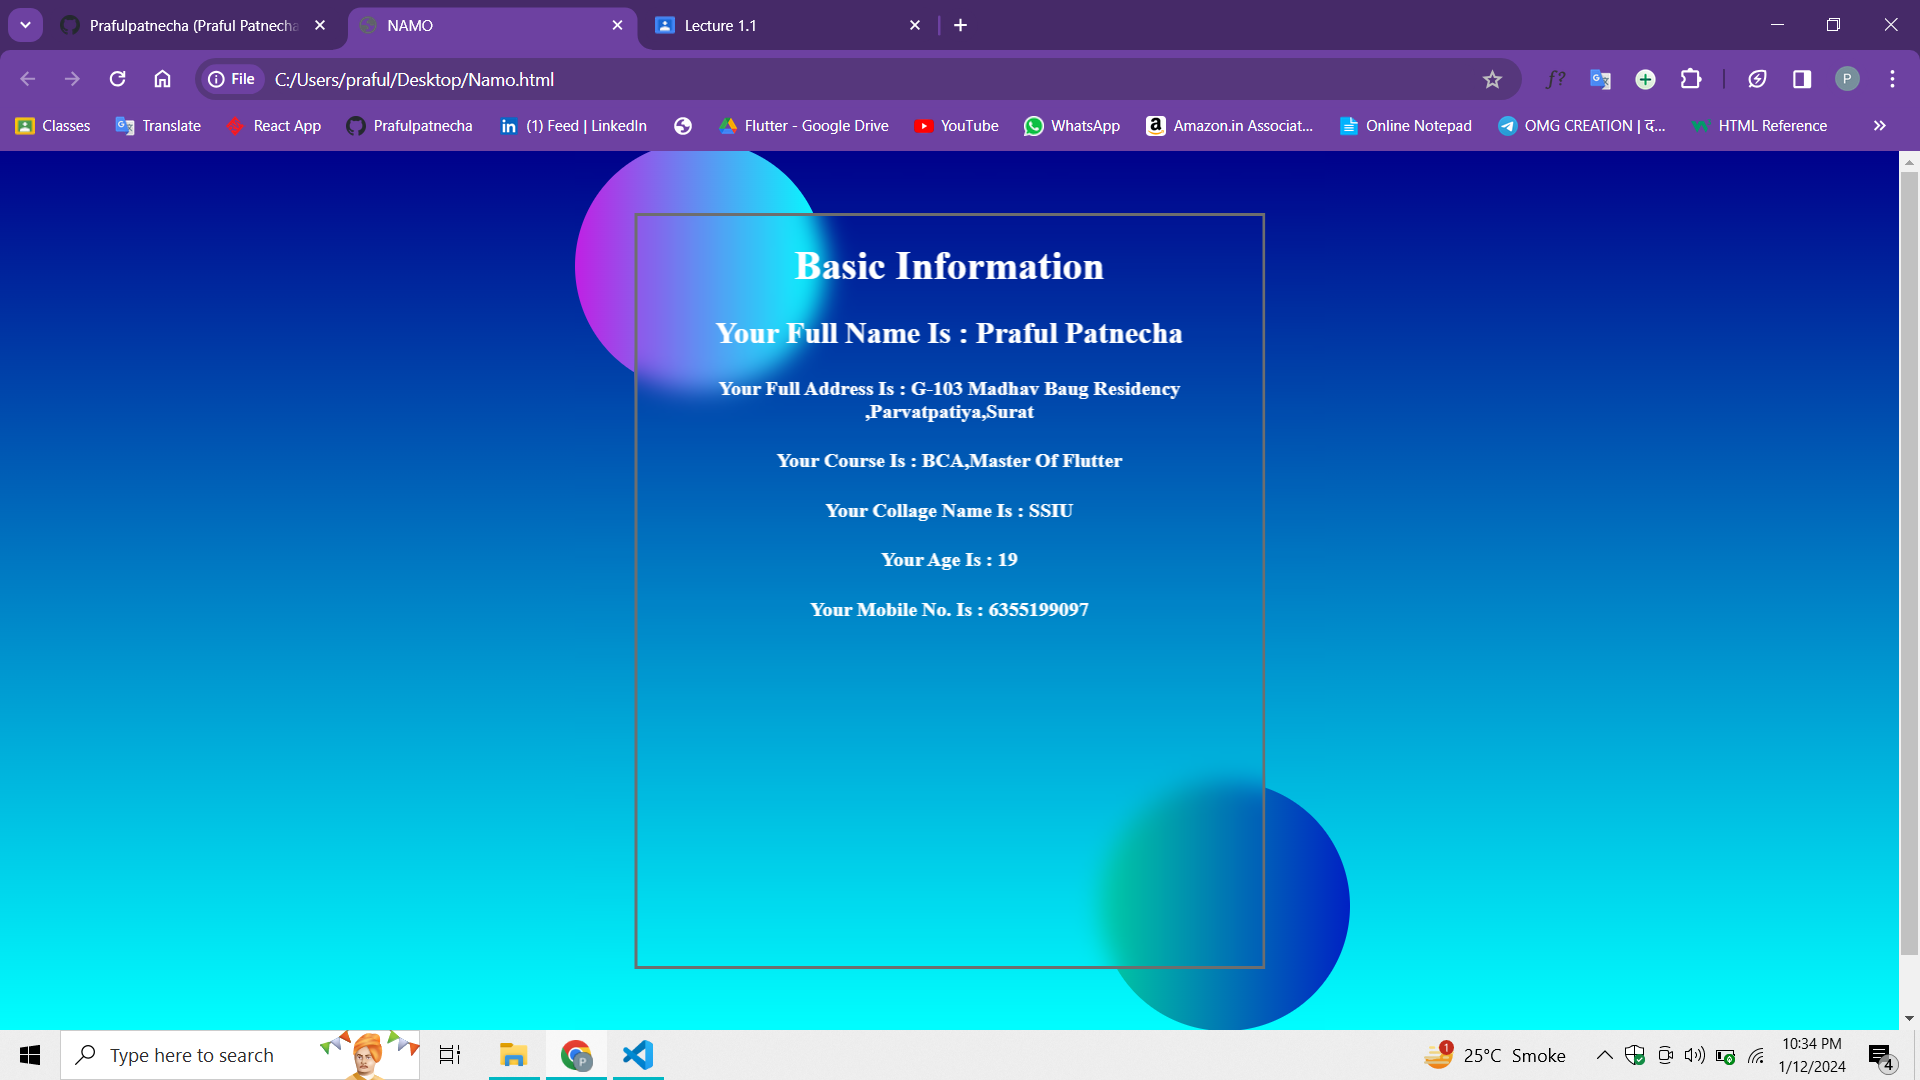 Prafulpatnecha (Praful Patnecha
NAMO
Lecture 1.1
File
C:/Users/praful/Desktop/Namo.html
f?
P
Classes
Translate
React App
Prafulpatnecha
(1) Feed | LinkedIn
Flutter - Google Drive
YouTube
WhatsApp
Amazon.in Associat...
Online Notepad
OMG CREATION | द...
HTML Reference
Basic Information
Your Full Name Is : Praful Patnecha
Your Full Address Is : G-103 Madhav Baug Residency
,Parvatpatiya,Surat
Your Course Is : BCA,Master Of Flutter
Your Collage Name Is : SSIU
Your Age Is : 19
Your Mobile No. Is : 6355199097
Type here to search
1
25°C Smoke
10:34 PM
1/12/2024
4